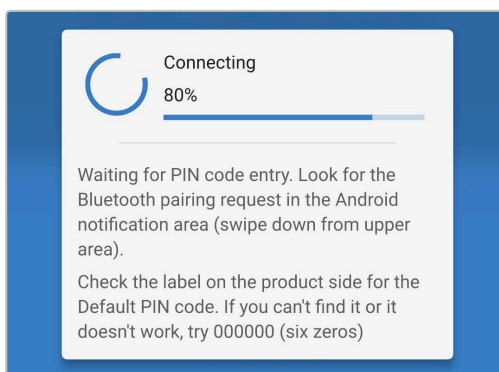 Connecting
80%
Waiting for PIN code entry. Look for the
Bluetooth pairing request in the Android
notification area (swipe down from upper
area).
Check the label on the product side for the
Default PIN code. If you can't find it or it
doesn't work, try 000000 (six zeros)